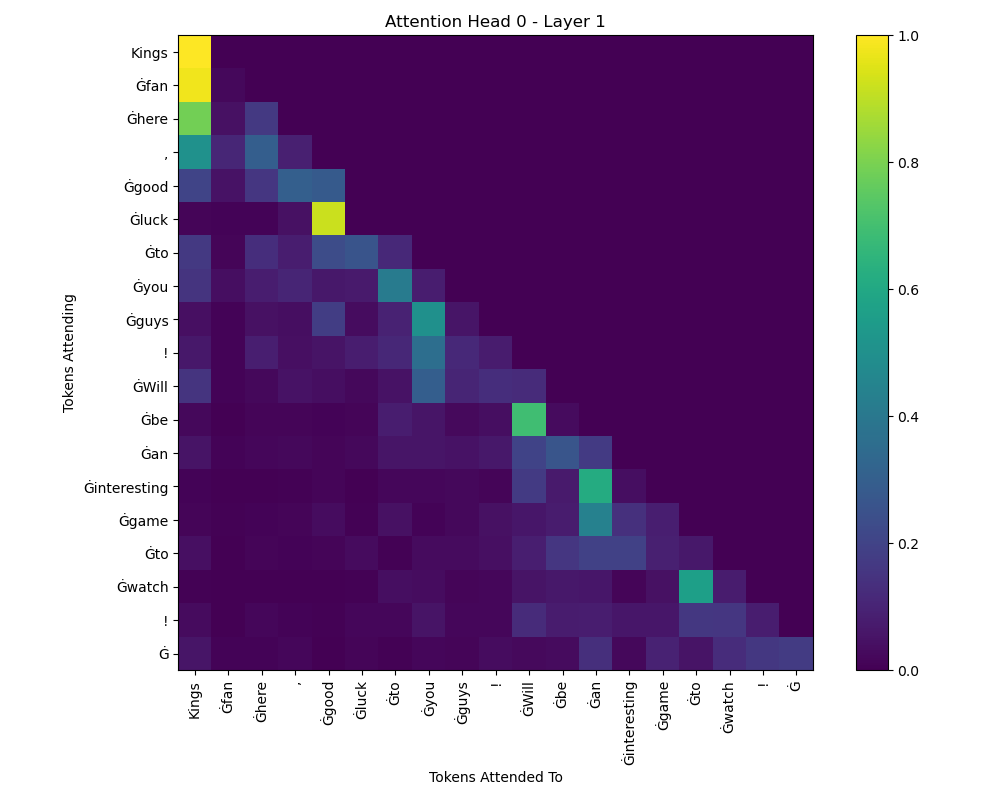 Attention Head 0 - Layer 1
Kings
Ġfan
Ġhere
,
Ġgood
Ġluck
Ġto
Ġyou
Ġguys
!
ĠWill
Ġbe
Ġan
Ġinteresting
Ġgame
Ġto
Ġwatch
!
Ġ
Tokens Attending
Kings
Ġfan
Ġhere
,
Ġgood
Ġluck
Ġto
Ġyou
Ġguys
!
ĠWill
Ġbe
Ġan
Ġinteresting
Ġgame
Ġto
Ġwatch
!
Ġ
Tokens Attended To
1.0
0.8
0.6
0.4
0.2
0.0